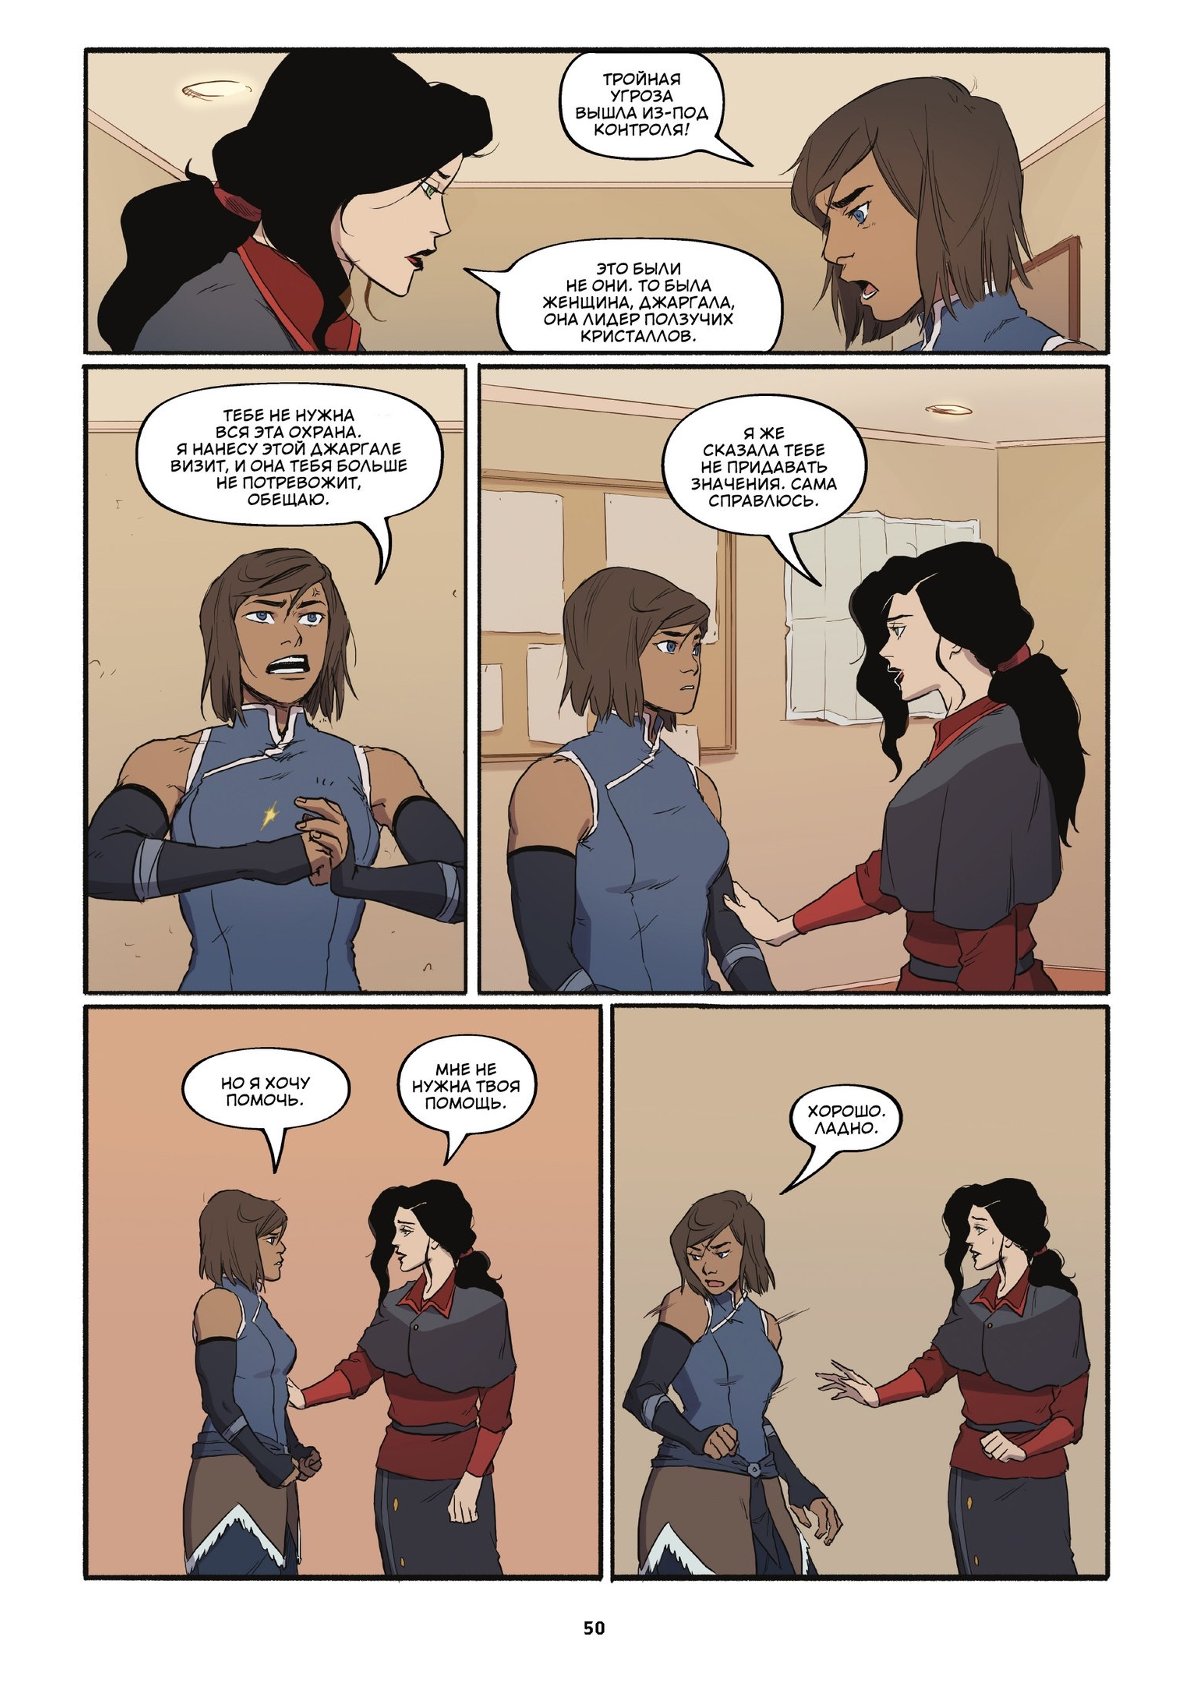 ТРОЙНАЯ
УГРОЗА
ВЫШЛА ИЗ-ПОД
КОНТРОЛЯ!
ЭТО БЫЛИ
НЕ ОНИ. ТО БЫЛА
ЖЕНЩИНА, ДЖАРГАЛА,
ОНА ЛИДЕР ПОЛЗУЧИХ
КРИСТАЛЛОВ.
ТЕБЕ НЕ НУЖНА
ВСЯ ЭТА ОХРАНА.
Я НАНЕСУ ЭТОЙ ДЖАРГАЛЕ
ВИЗИТ, И ОНА ТЕБЯ БОЛЬШЕ
НЕ ПОТРЕВОЖИТ,
ОБЕЩАЮ.
Я ЖЕ
СКАЗАЛА ТЕБЕ
НЕ ПРИДАВАТЬ
ЗНАЧЕНИЯ. САМА
СПРАВЛЮСЬ.
НО Я ХОЧУ
ПОМОЧЬ.
МНЕ НЕ
НУЖНА ТВОЯ
ПОМОЩЬ.
ХОРОШО.
ЛАДНО.
50